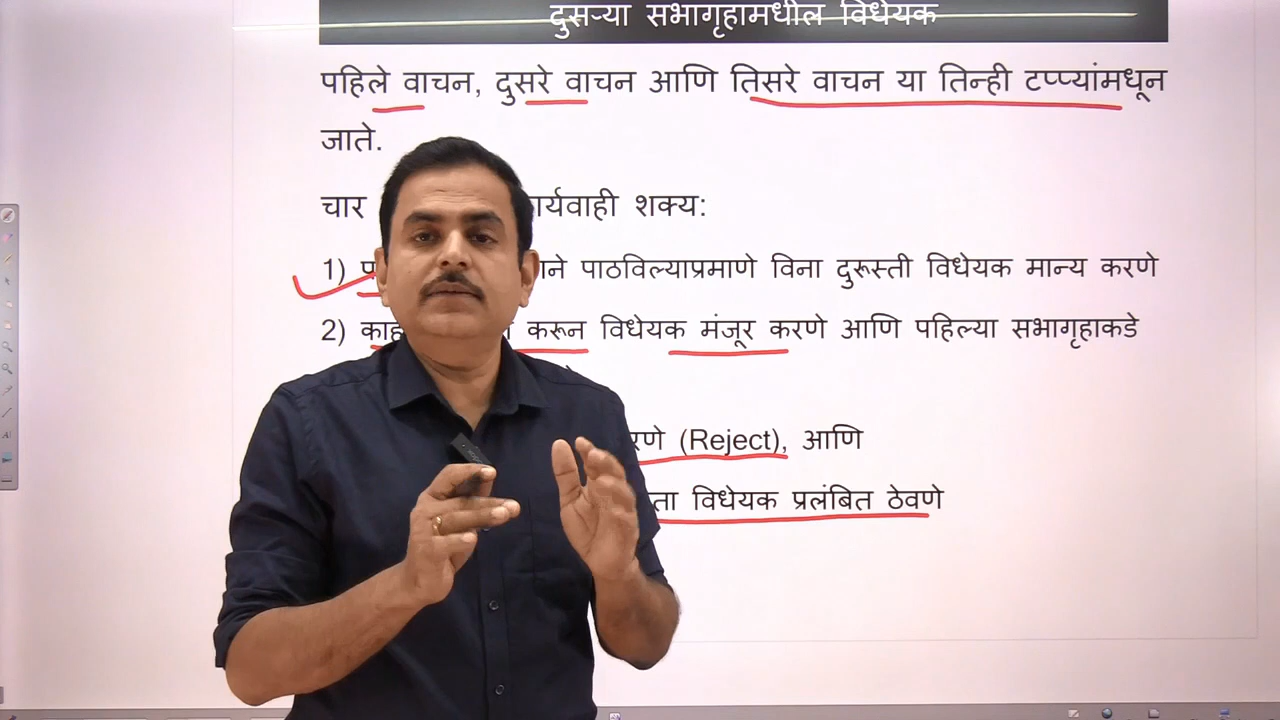 दुसऱ्या सभागृहामधील विधेयक
पहिले वाचन, दुसरे वाचन आणि तिसरे वाचन या तिन्ही टप्प्यांमधून
जाते.
चार कार्यवाही शक्य:
1) पाठविल्याप्रमाणे विना दुरूस्ती विधेयक मान्य करणे
2) करून विधेयक मंजूर करणे आणि पहिल्या सभागृहाकडे
(Reject), आणि
विधेयक प्रलंबित ठेवणे